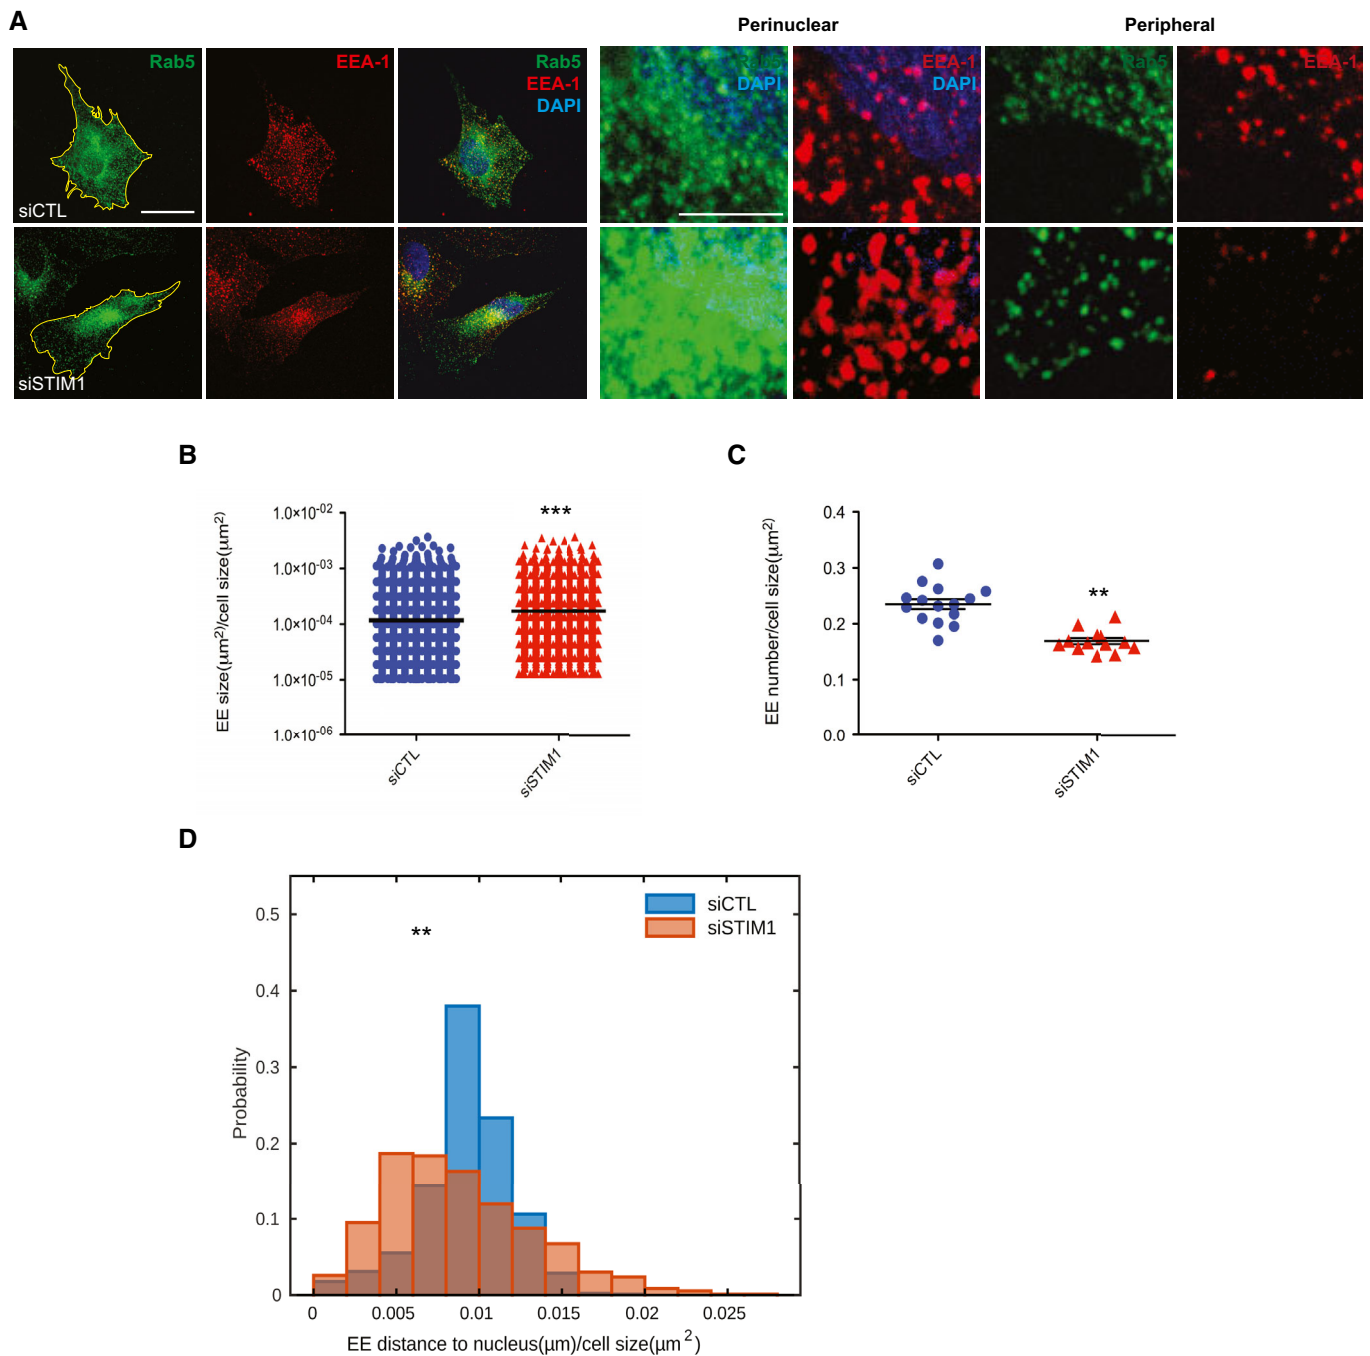 A
Perinuclear
Peripheral
Rab5
EEA-1
Rab5
EEA-1
DAPI
Rab5
DAPI
EEA-1
DAPI
Rab5
EEA-1
siCTL
siSTIM1
B
EE size(µm²)/cell size(µm²)
1.0×10⁻⁰²
1.0×10⁻⁰³
1.0×10⁻⁰⁴
1.0×10⁻⁰⁵
1.0×10⁻⁰⁶
***
siCTL
siSTIM1
C
EE number/cell size(µm²)
0.4
0.3
0.2
0.1
0.0
**
siCTL
siSTIM1
D
Probability
0.5
0.4
0.3
0.2
0.1
0
**
siCTL
siSTIM1
0
0.005
0.01
0.015
0.02
0.025
EE distance to nucleus(µm)/cell size(µm²)